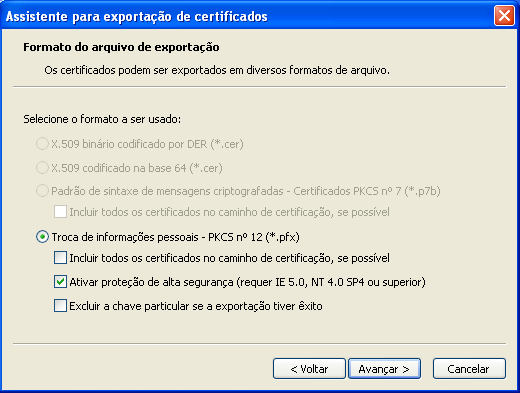 Assistente para exportação de certificados
Formato do arquivo de exportação
Os certificados podem ser exportados em diversos formatos de arquivo.
Selecione o formato a ser usado:
X.509 binário codificado por DER (*.cer)
X.509 codificado na base 64 (*.cer)
Padrão de sintaxe de mensagens criptografadas - Certificados PKCS nº 7 (*.p7b)
Incluir todos os certificados no caminho de certificação, se possível
Troca de informações pessoais - PKCS nº 12 (*.pfx)
Incluir todos os certificados no caminho de certificação, se possível
Ativar proteção de alta segurança (requer IE 5.0, NT 4.0 SP4 ou superior)
Excluir a chave particular se a exportação tiver êxito
< Voltar
Avançar >
Cancelar